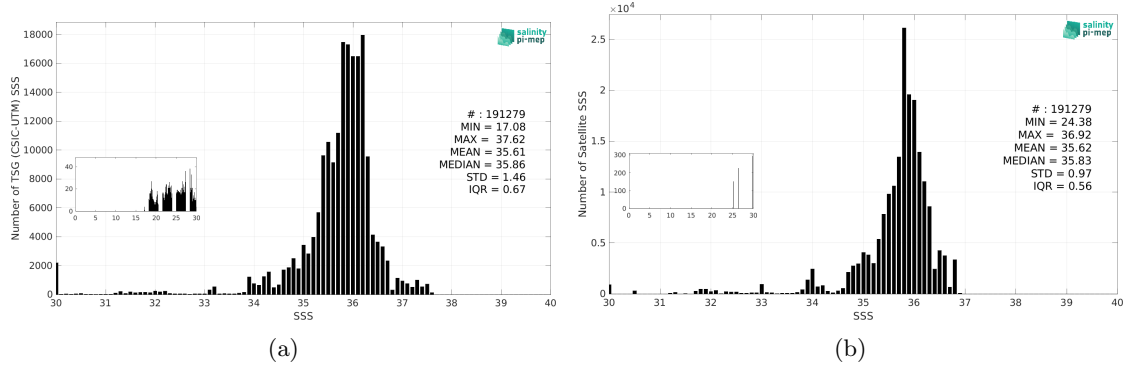 salinity
pi-mep
Number of TSG (CSIC-UTM) SSS
18000
16000
14000
12000
10000
8000
6000
4000
2000
0
# : 191279
MIN = 17.08
MAX = 37.62
MEAN = 35.61
MEDIAN = 35.86
STD = 1.46
IQR = 0.67
40
20
0
0 5 10 15 20 25 30
30 31 32 33 34 35 36 37 38 39 40
SSS
(a)
×10⁴
salinity
pi-mep
Number of Satellite SSS
2.5
2
1.5
1
0.5
0
# : 191279
MIN = 24.38
MAX = 36.92
MEAN = 35.62
MEDIAN = 35.83
STD = 0.97
IQR = 0.56
300
200
100
0
0 5 10 15 20 25 30
30 31 32 33 34 35 36 37 38 39 40
SSS
(b)